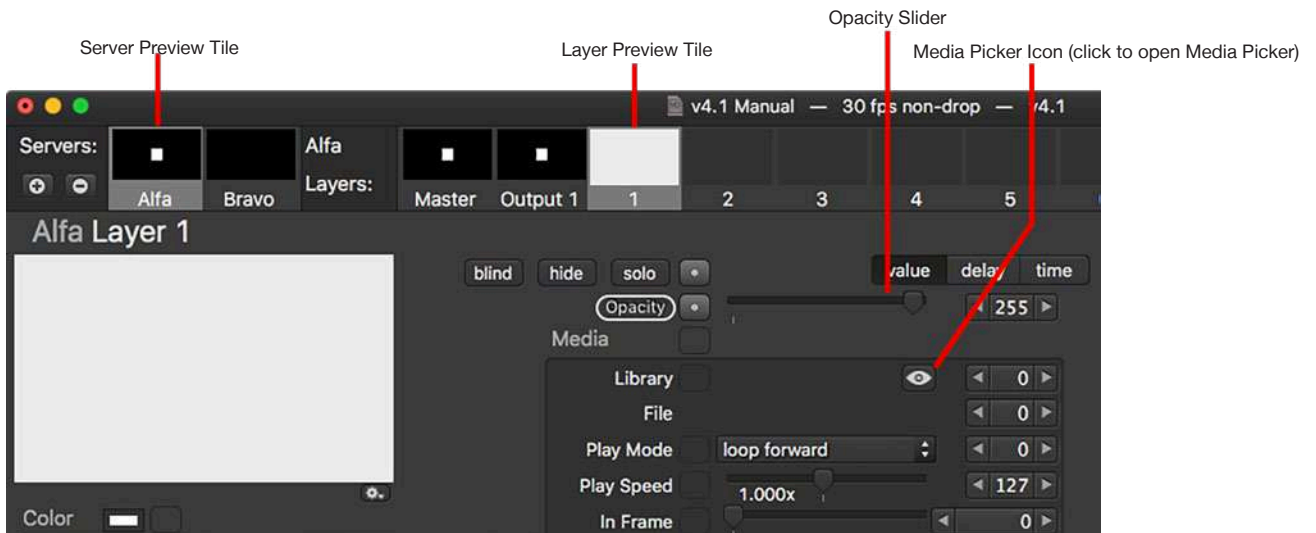 Opacity Slider
Server Preview Tile
Layer Preview Tile
Media Picker Icon (click to open Media Picker)
v4.1 Manual — 30 fps non-drop — v4.1
Servers:
Alfa
Bravo
Alfa
Layers:
Master
Output 1
1
2
3
4
5
Alfa Layer 1
blind
hide
solo
value
delay
time
Opacity
255
Media
Library
0
File
0
Play Mode
loop forward
0
Play Speed
1.000x
127
Color
In Frame
0